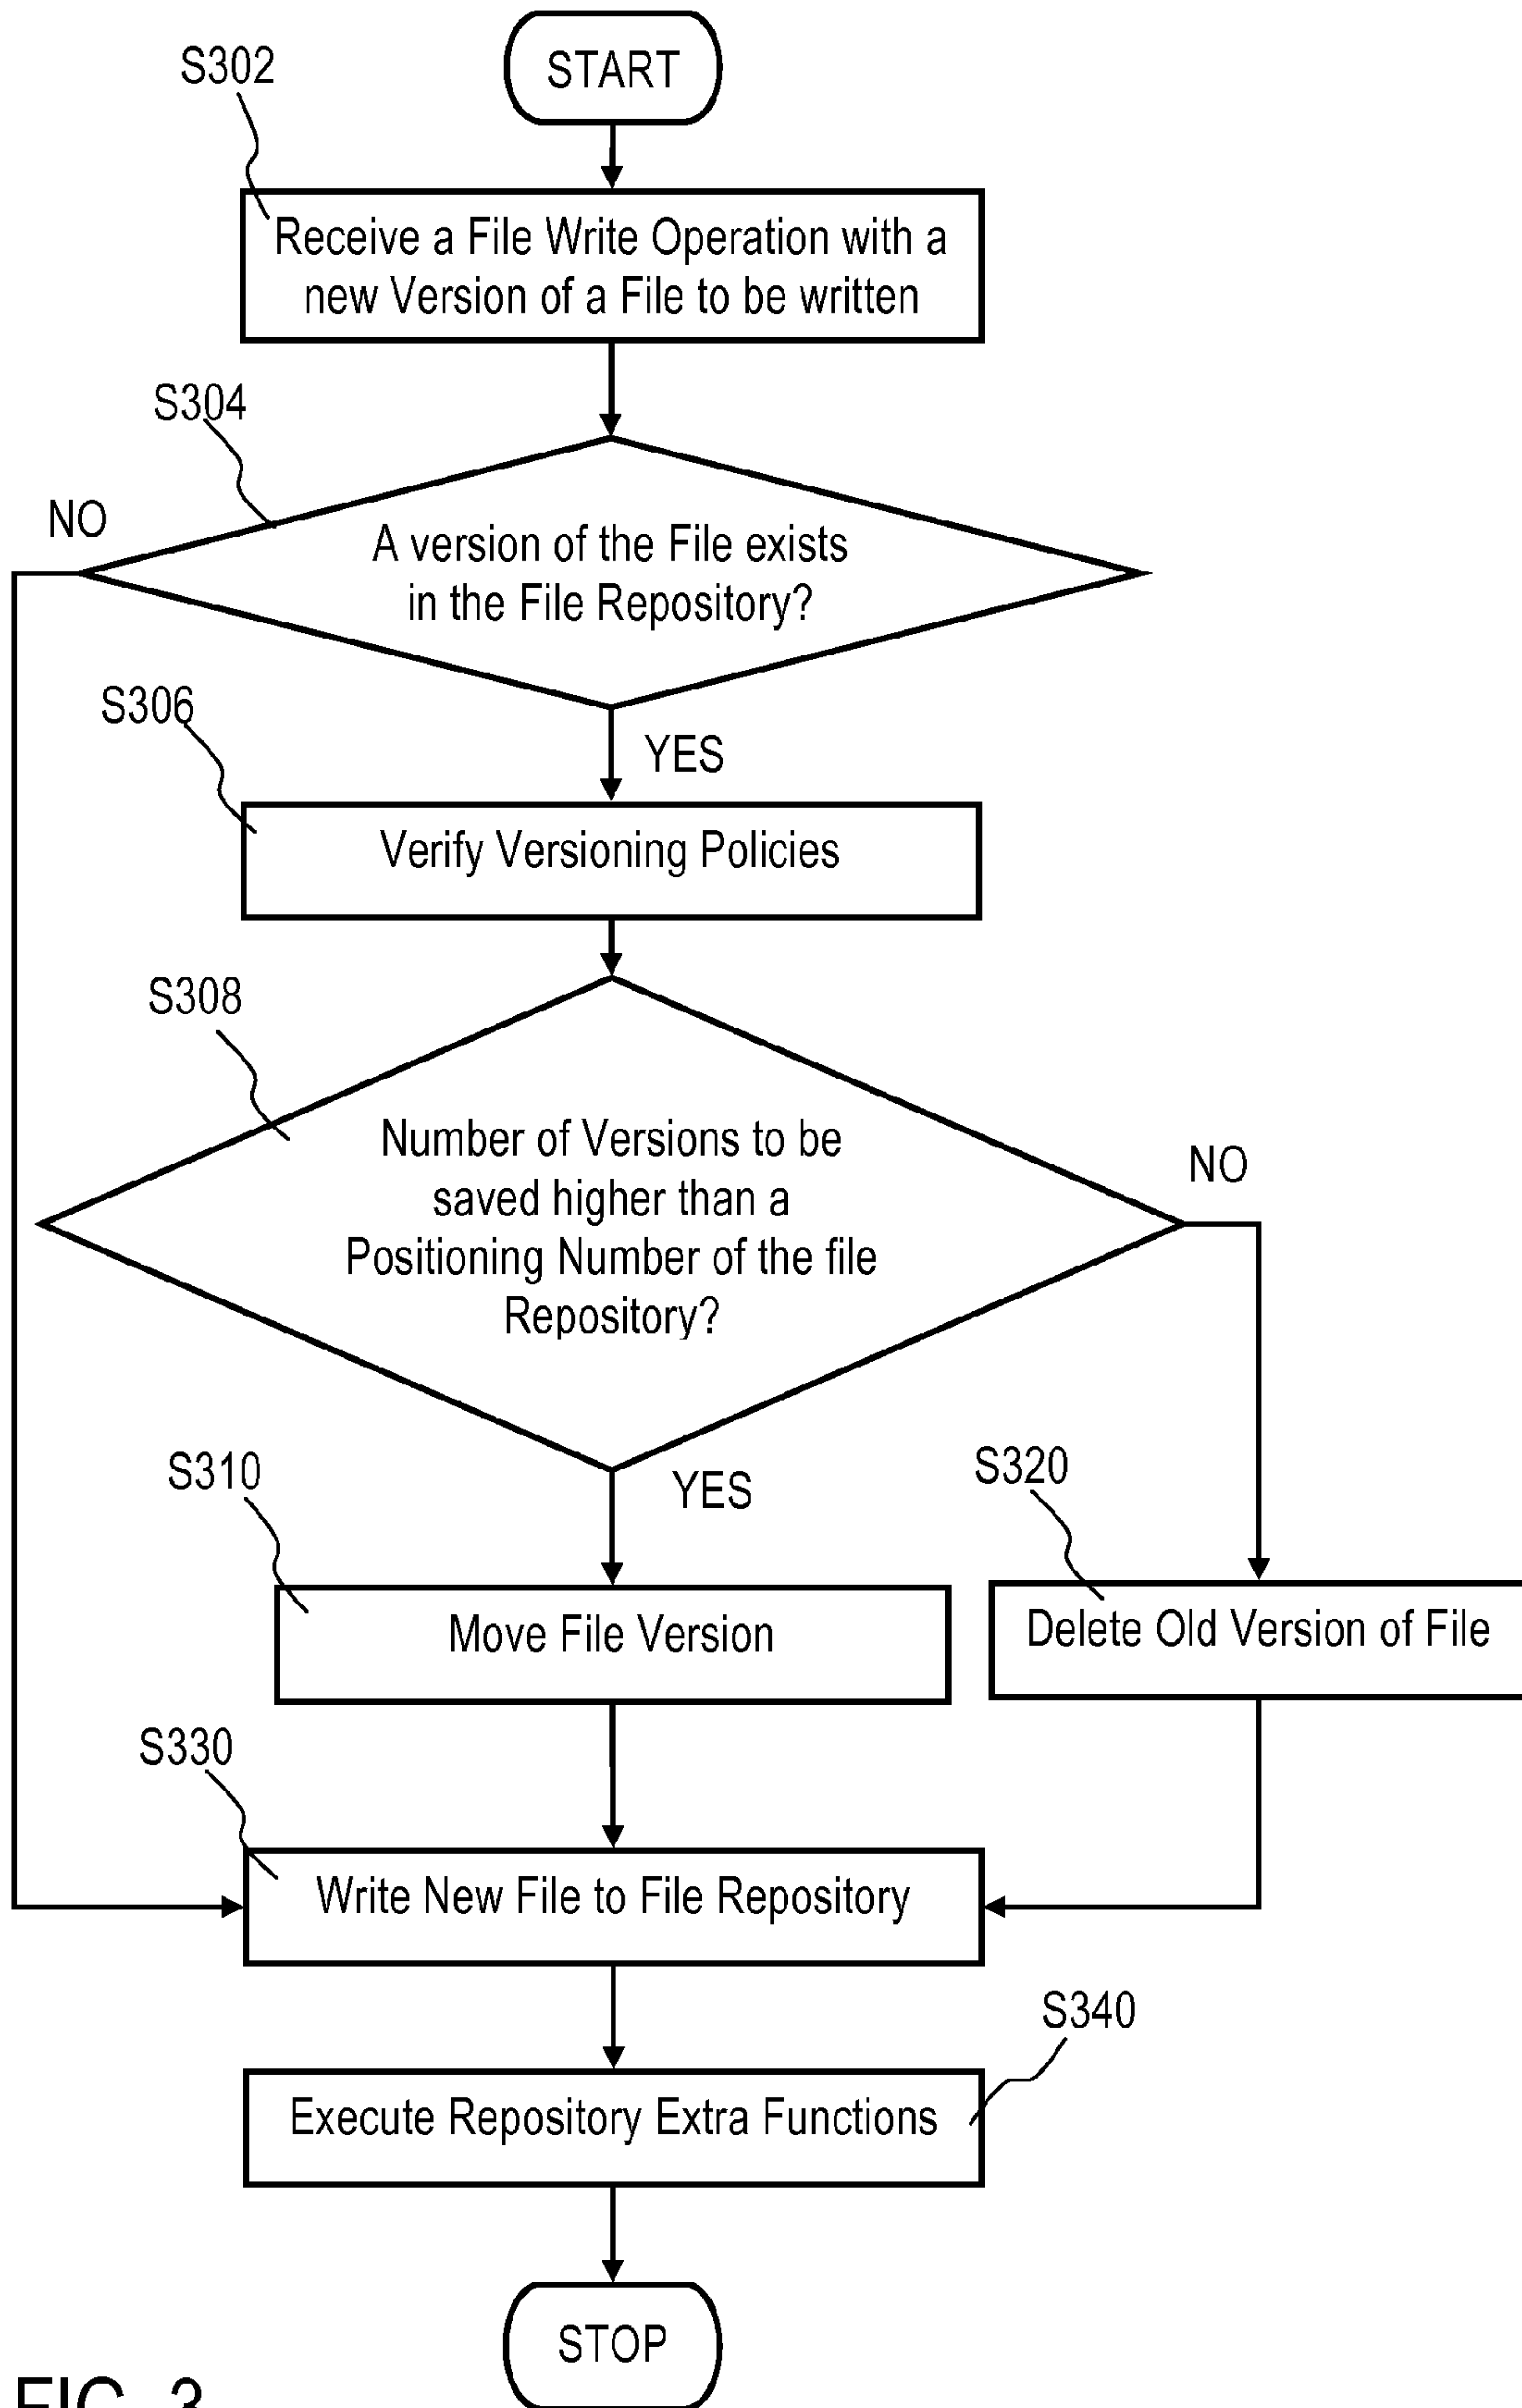 START
S302
Receive a File Write Operation with a
new Version of a File to be written
S304
NO
A version of the File exists
in the File Repository?
S306
YES
Verify Versioning Policies
S308
Number of Versions to be
saved higher than a
Positioning Number of the file
Repository?
NO
S310
YES
S320
Move File Version
Delete Old Version of File
S330
Write New File to File Repository
S340
Execute Repository Extra Functions
STOP
FIG. 3